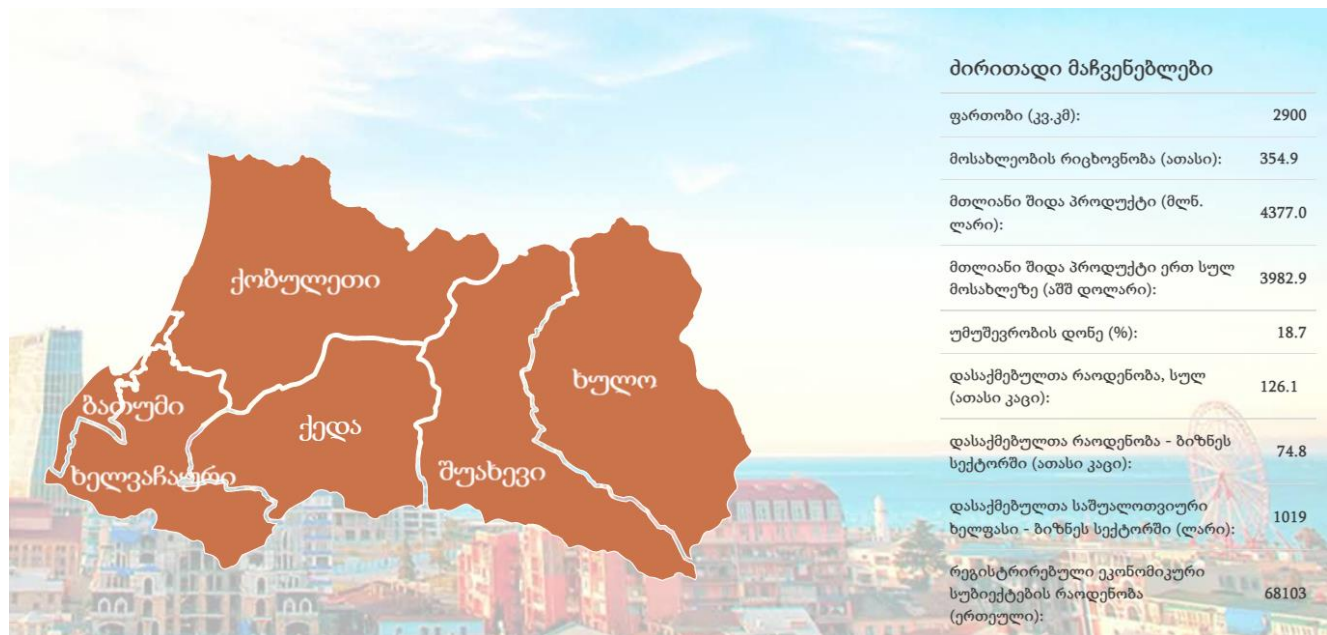 ძირითადი მაჩვენებლები
ფართობი (კვ.კმ): 2900
მოსახლეობის რიცხოვნობა (ათასი): 354.9
მთლიანი შიდა პროდუქტი (მლნ.
ლარი): 4377.0
მთლიანი შიდა პროდუქტი ერთ სულ
მოსახლეზე (აშშ დოლარი): 3982.9
უმუშევრობის დონე (%): 18.7
დასაქმებულთა რაოდენობა, სულ
(ათასი კაცი): 126.1
დასაქმებულთა რაოდენობა - ბიზნეს
სექტორში (ათასი კაცი): 74.8
დასაქმებულთა საშუალოთვიური
ხელფასი - ბიზნეს სექტორში (ლარი): 1019
რეგისტრირებული ეკონომიკური
სუბიექტების რაოდენობა
(ერთეული): 68103
ქობულეთი
ხულო
ბათუმი
ქედა
შუახევი
ხელვაჩაური